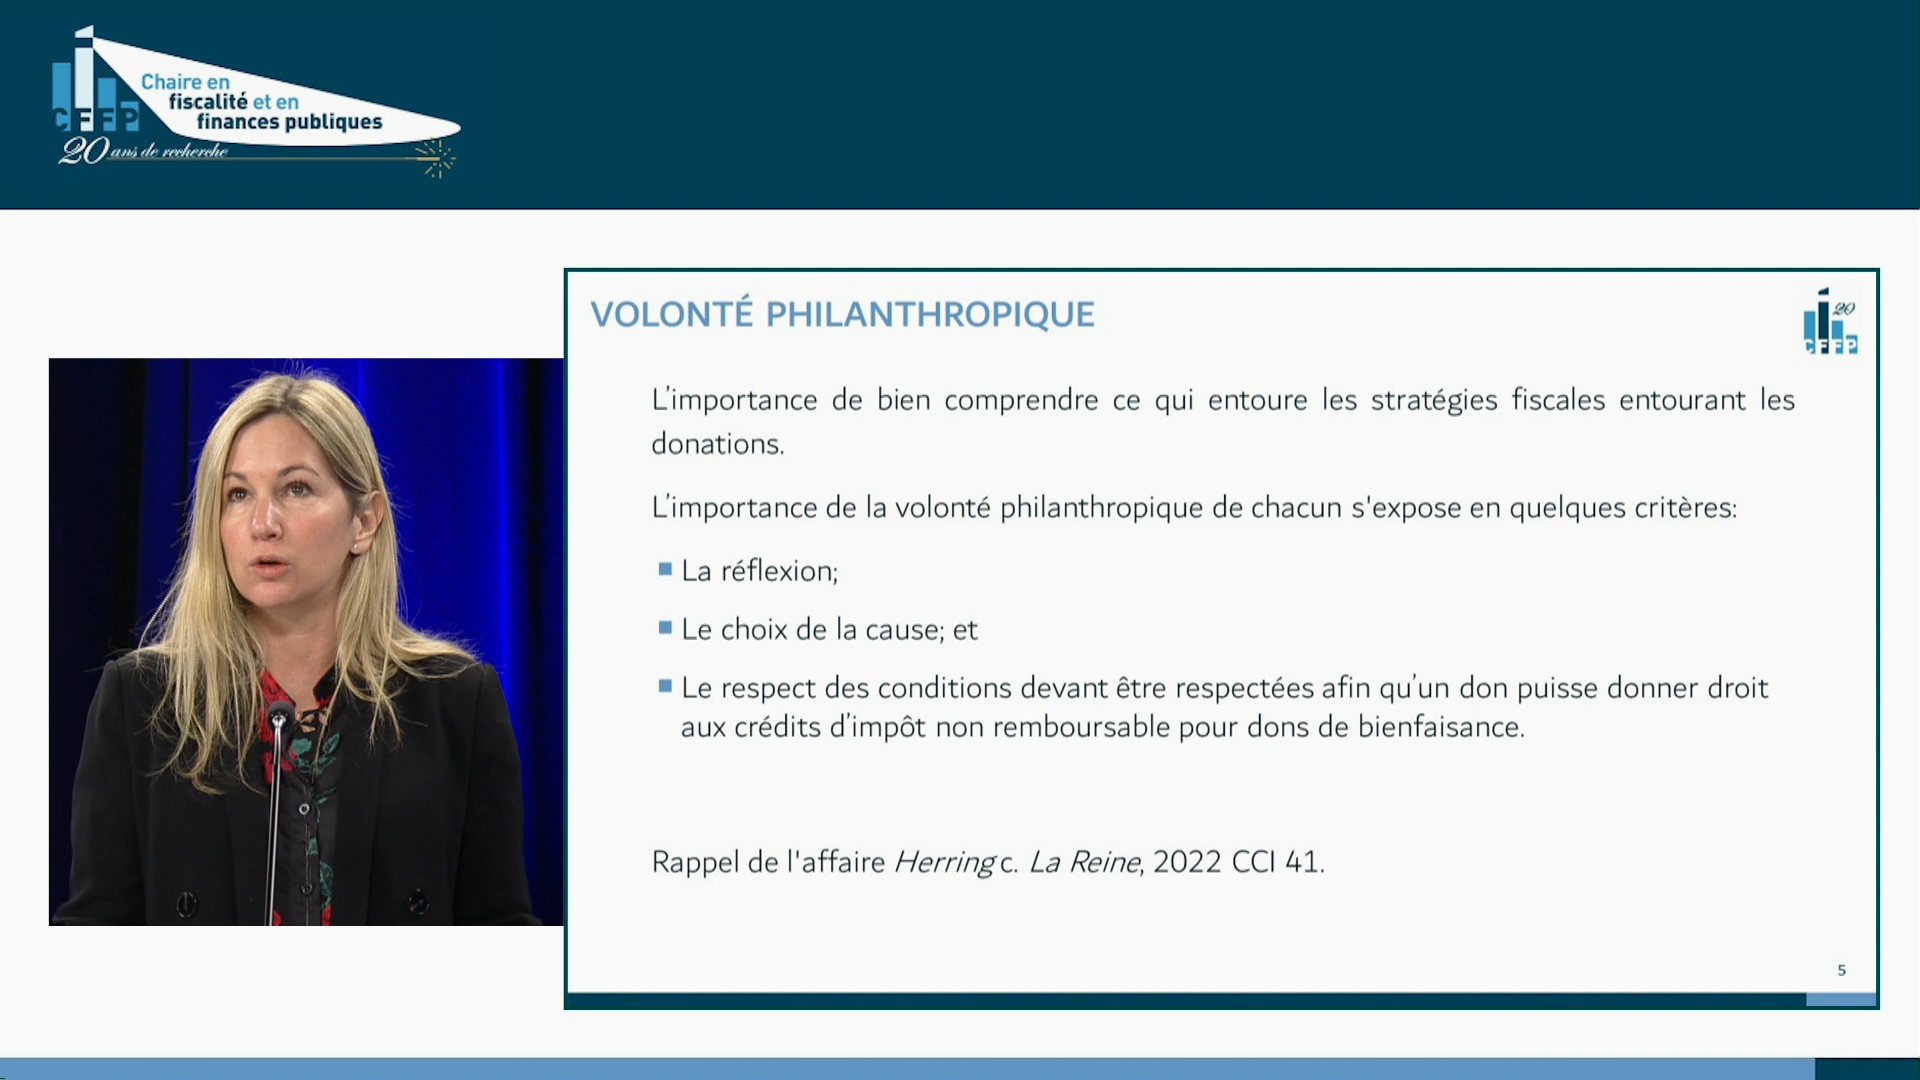 Chaire en
fiscalité et en
finances publiques
CFFP
20 ans de recherche
VOLONTÉ PHILANTHROPIQUE
20
CFFP
L'importance de bien comprendre ce qui entoure les stratégies fiscales entourant les
donations.
L'importance de la volonté philanthropique de chacun s'expose en quelques critères:
La réflexion;
Le choix de la cause; et
Le respect des conditions devant être respectées afin qu'un don puisse donner droit
aux crédits d'impôt non remboursable pour dons de bienfaisance.
Rappel de l'affaire Herring c. La Reine, 2022 CCI 41.
5